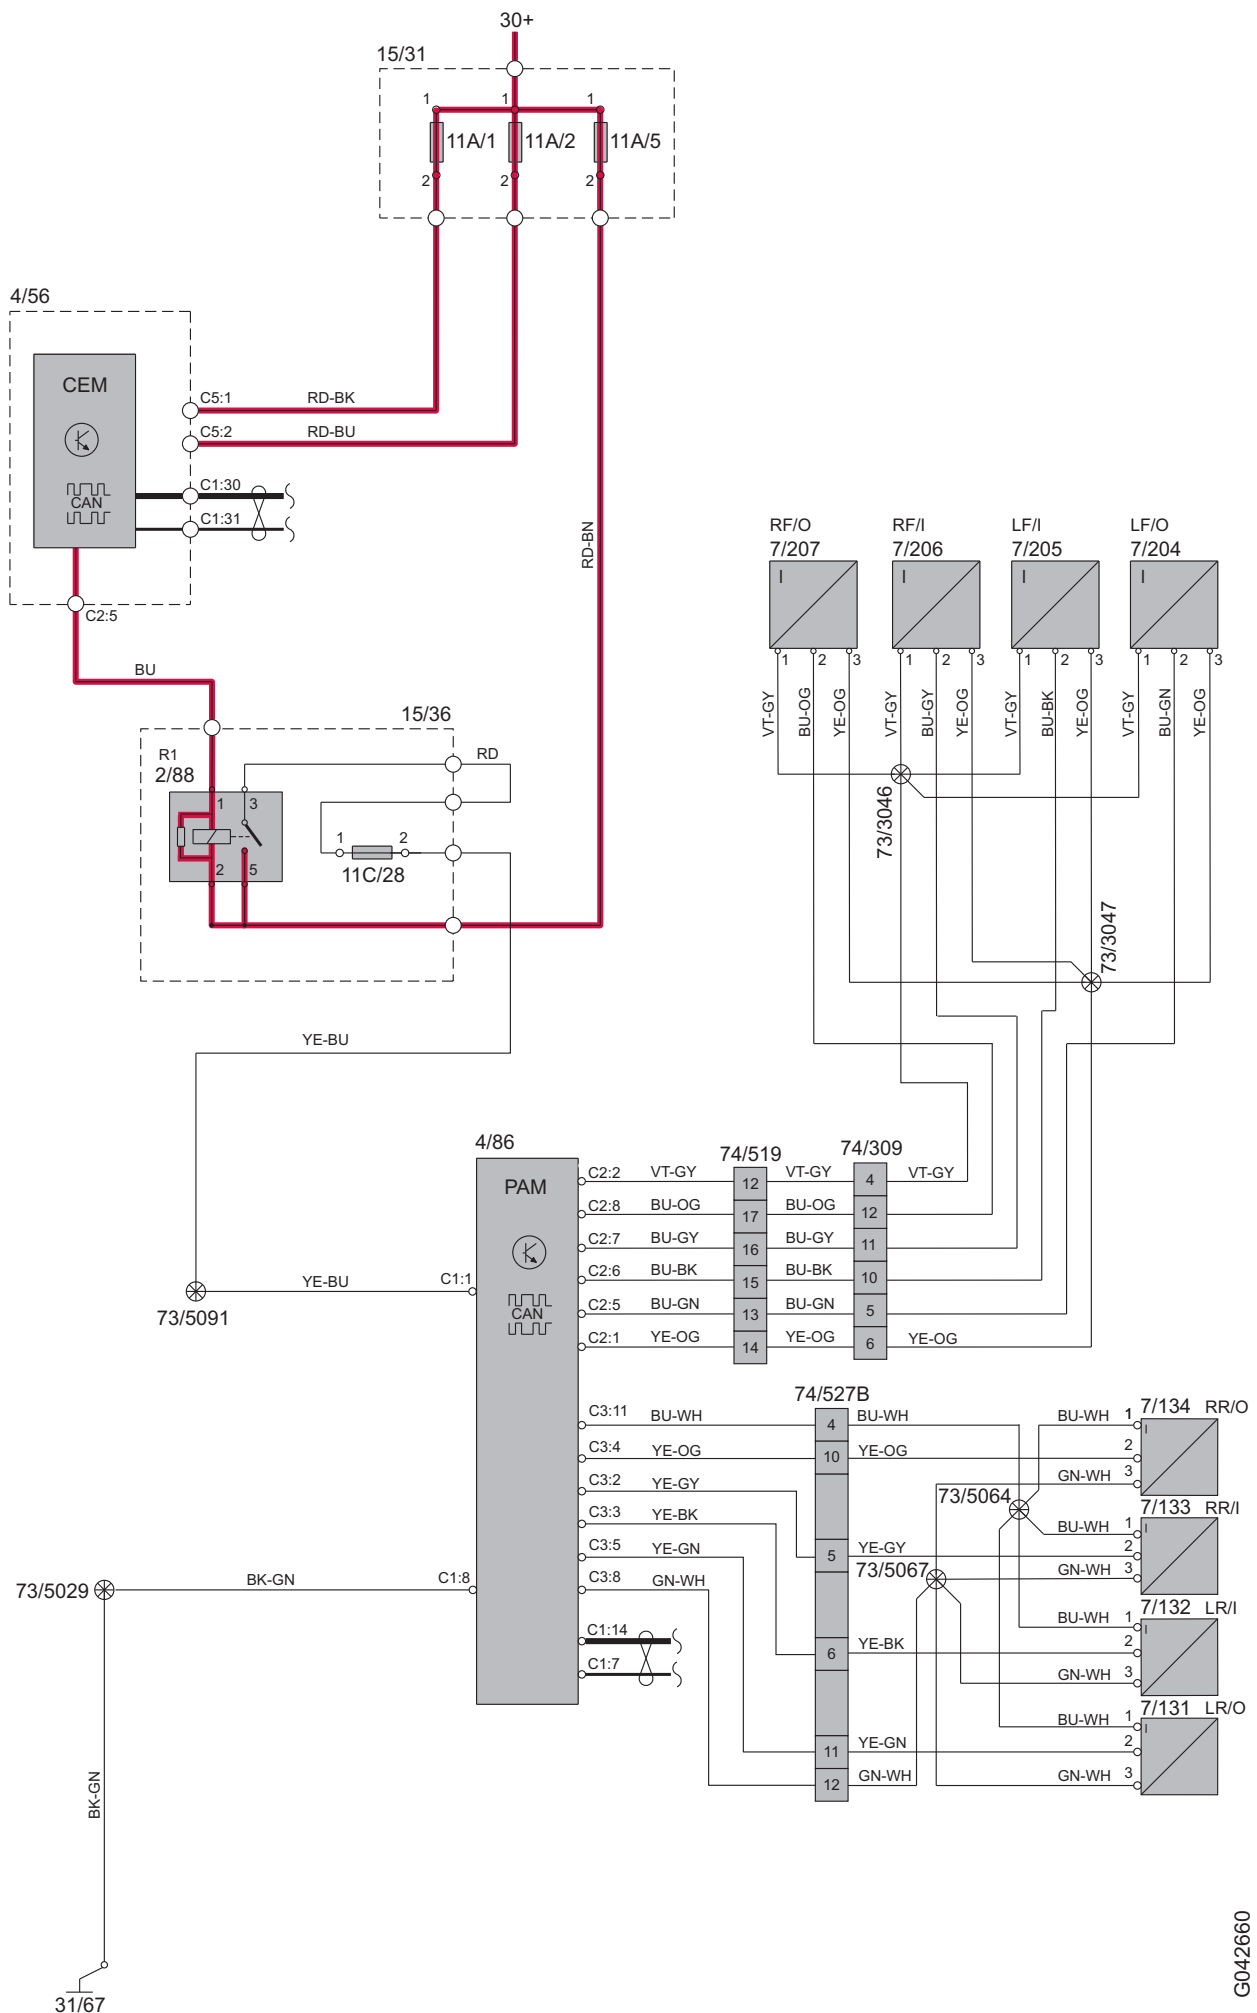 30+
15/31
1 1 1
11A/1 11A/2 11A/5
2 2 2
4/56
CEM
CAN
C5:1 RD-BK
C5:2 RD-BU
C1:30
C1:31
C2:5
BU
RD-BN
15/36
R1
2/88
RD
1 3
2 5
1 2
11C/28
YE-BU
RF/O RF/I LF/I LF/O
7/207 7/206 7/205 7/204
I I I I
1 2 3 1 2 3 1 2 3 1 2 3
VT-GY BU-OG YE-OG VT-GY BU-GY YE-OG VT-GY BU-BK YE-OG VT-GY BU-GN YE-OG
73/3046
73/3047
4/86
PAM
CAN
74/519 74/309
C2:2 VT-GY 12 VT-GY 4 VT-GY
C2:8 BU-OG 17 BU-OG 12
C2:7 BU-GY 16 BU-GY 11
C2:6 BU-BK 15 BU-BK 10
C2:5 BU-GN 13 BU-GN 5
C2:1 YE-OG 14 YE-OG 6 YE-OG
YE-BU C1:1
73/5091
74/527B
C3:11 BU-WH 4 BU-WH
C3:4 YE-OG 10 YE-OG
C3:2 YE-GY
C3:3 YE-BK
C3:5 YE-GN
C3:8 GN-WH
5 YE-GY
6 YE-BK
11 YE-GN
12 GN-WH
C1:14
C1:7
73/5064
73/5067
7/134 RR/O
BU-WH 1 I
2
GN-WH 3
7/133 RR/I
BU-WH 1 I
2
GN-WH 3
7/132 LR/I
BU-WH 1 I
2
GN-WH 3
7/131 LR/O
BU-WH 1 I
2
GN-WH 3
73/5029 BK-GN C1:8
BK-GN
31/67
G042660